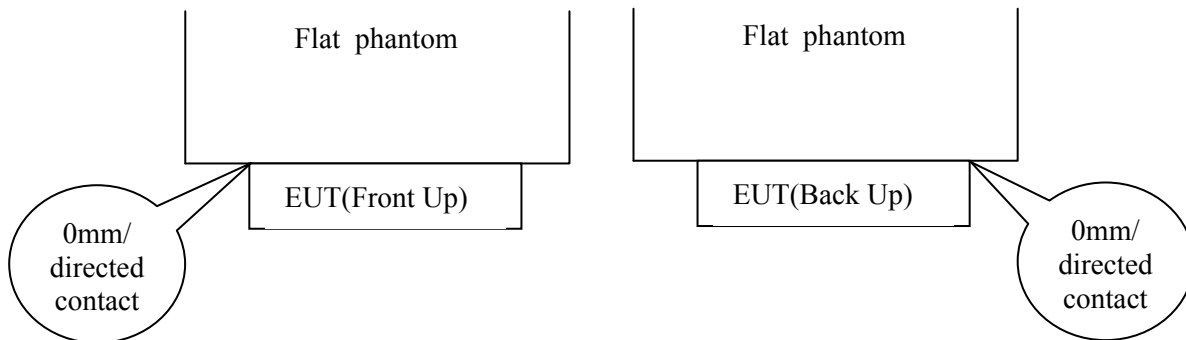 Flat phantom
EUT(Front Up)
0mm/
directed
contact
Flat phantom
EUT(Back Up)
0mm/
directed
contact